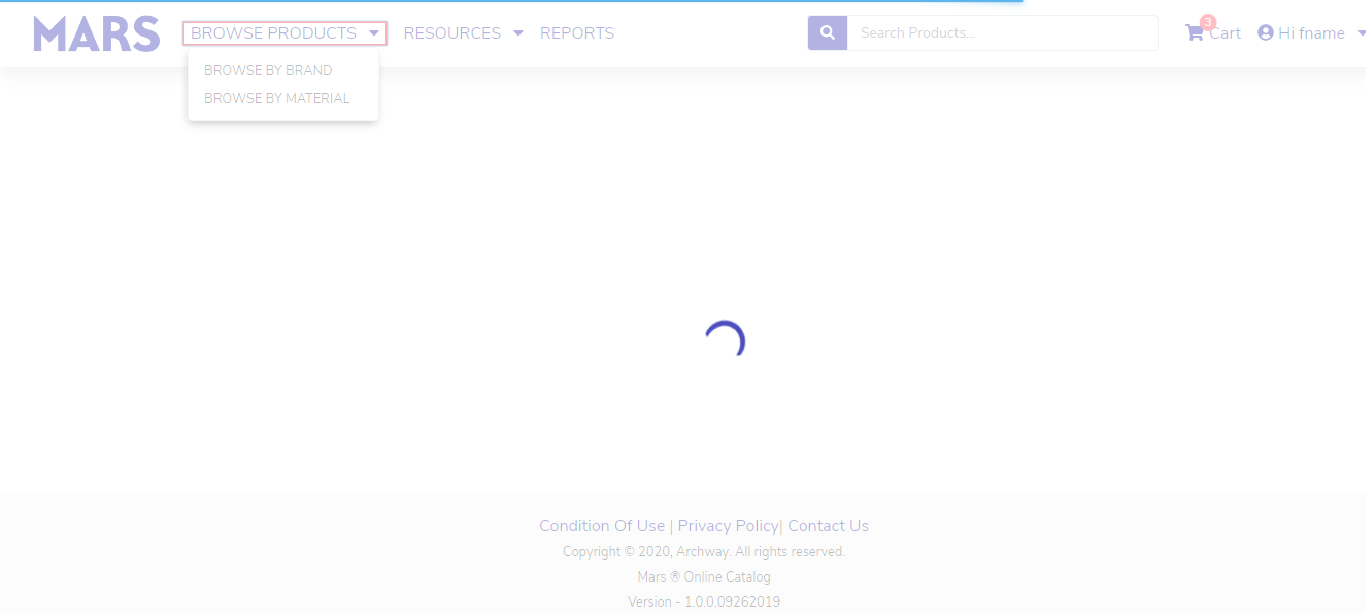 MARS BROWSE PRODUCTS RESOURCES REPORTS Search Products... 3 Cart Hi fname
BROWSE BY BRAND
BROWSE BY MATERIAL
Condition Of Use | Privacy Policy| Contact Us
Copyright © 2020, Archway. All rights reserved.
Mars ® Online Catalog
Version - 1.0.0.09262019